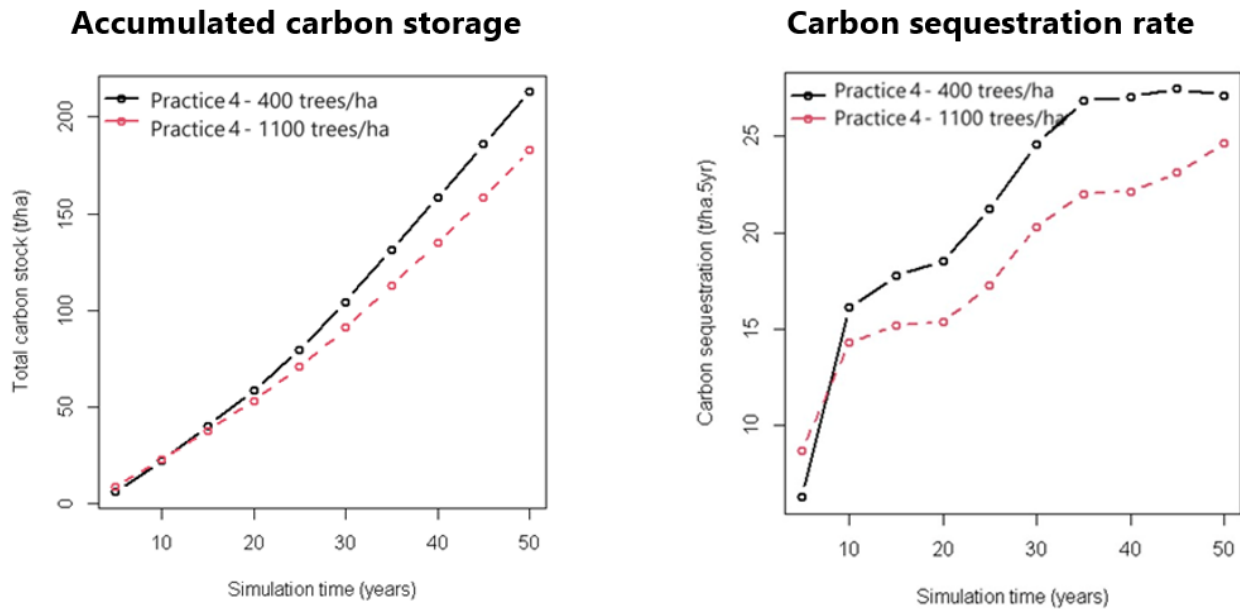 Accumulated carbon storage
Practice 4 - 400 trees/ha
Practice 4 - 1100 trees/ha
Total carbon stock (t/ha)
200
150
100
50
0
10 20 30 40 50
Simulation time (years)
Carbon sequestration rate
Practice 4 - 400 trees/ha
Practice 4 - 1100 trees/ha
Carbon sequestration (t/ha.5yr)
25
20
15
10
10 20 30 40 50
Simulation time (years)